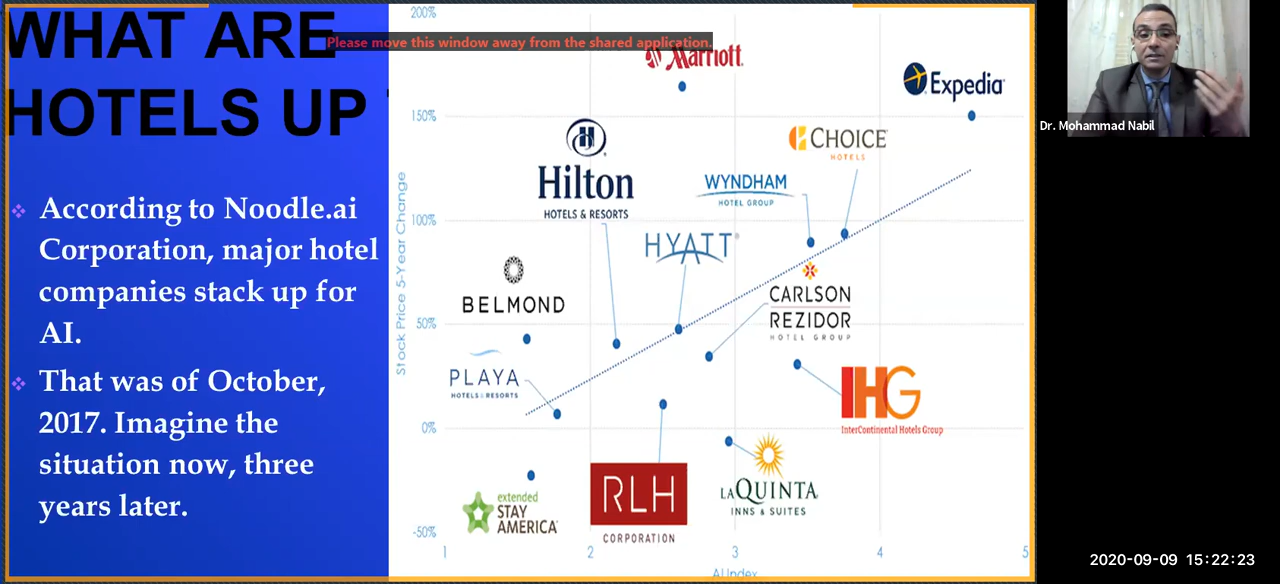 WHAT ARE
HOTELS UP
Please move this window away from the shared application.
According to Noodle.ai
Corporation, major hotel
companies stack up for
AI.
That was of October,
2017. Imagine the
situation now, three
years later.
200%
150%
100%
50%
0%
-50%
Stock Price 5-Year Change
1
2
3
4
5
AI Index
Marriott
Expedia
CHOICE
HOTELS
Hilton
HOTELS & RESORTS
WYNDHAM
HOTEL GROUP
HYATT
BELMOND
CARLSON
REZIDOR
HOTEL GROUP
PLAYA
HOTELS & RESORTS
IHG
InterContinental Hotels Group
extended
STAY
AMERICA
RLH
CORPORATION
LAQUINTA
INNS & SUITES
Dr. Mohammad Nabil
2020-09-09 15:22:23